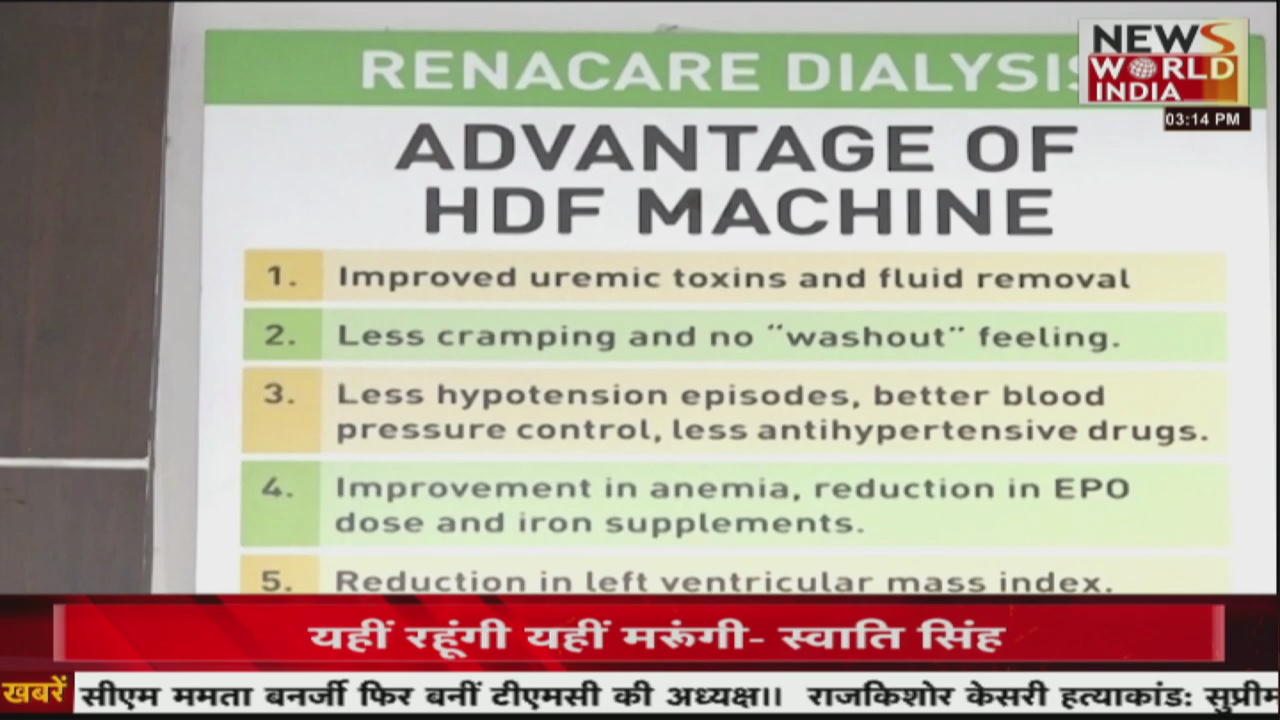 RENACARE DIALYSIS
NEWS
WORLD
INDIA
03:14 PM
ADVANTAGE OF
HDF MACHINE
1. Improved uremic toxins and fluid removal
2. Less cramping and no “washout” feeling.
3. Less hypotension episodes, better blood
pressure control, less antihypertensive drugs.
4. Improvement in anemia, reduction in EPO
dose and iron supplements.
5. Reduction in left ventricular mass index.
यहीं रहूंगी यहीं मरूंगी- स्वाति सिंह
खबरें सीएम ममता बनर्जी फिर बनीं टीएमसी की अध्यक्ष।। राजकिशोर केसरी हत्याकांड: सुप्रीम